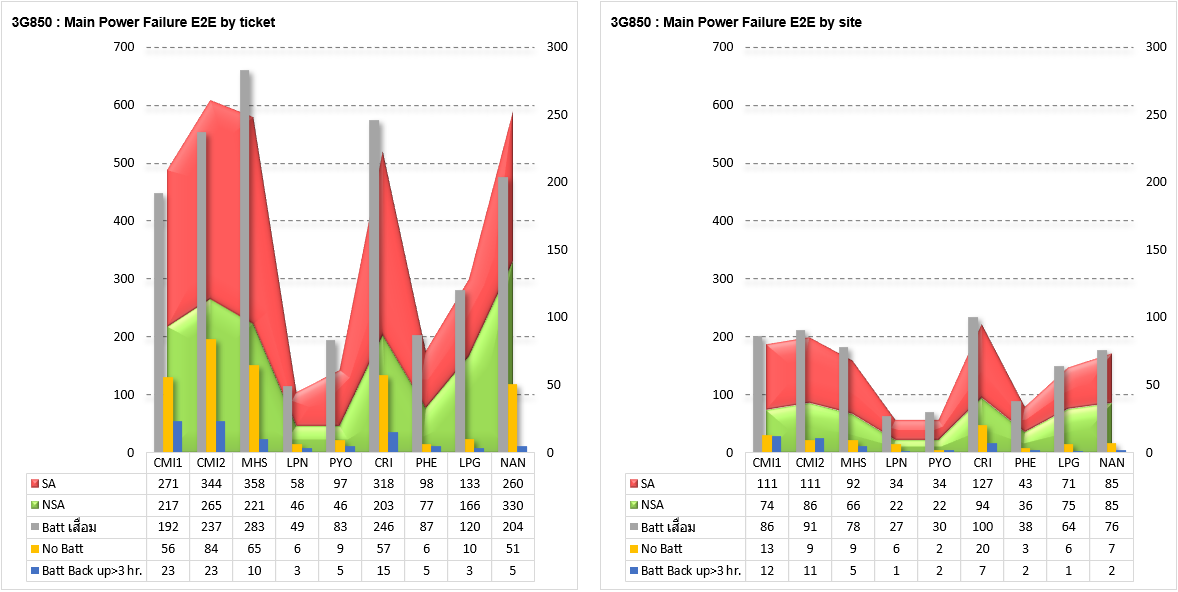 3G850 : Main Power Failure E2E by ticket
700 300
600 250
500 200
400 150
300 100
200 50
100 0
0
CMI1 CMI2 MHS LPN PYO CRI PHE LPG NAN
SA 271 344 358 58 97 318 98 133 260
NSA 217 265 221 46 46 203 77 166 330
Batt เสื่อม 192 237 283 49 83 246 87 120 204
No Batt 56 84 65 6 9 57 6 10 51
Batt Back up>3 hr. 23 23 10 3 5 15 5 3 5
3G850 : Main Power Failure E2E by site
700 300
600 250
500 200
400 150
300 100
200 50
100 0
0
CMI1 CMI2 MHS LPN PYO CRI PHE LPG NAN
SA 111 111 92 34 34 127 43 71 85
NSA 74 86 66 22 22 94 36 75 85
Batt เสื่อม 86 91 78 27 30 100 38 64 76
No Batt 13 9 9 6 2 20 3 6 7
Batt Back up>3 hr. 12 11 5 1 2 7 2 1 2